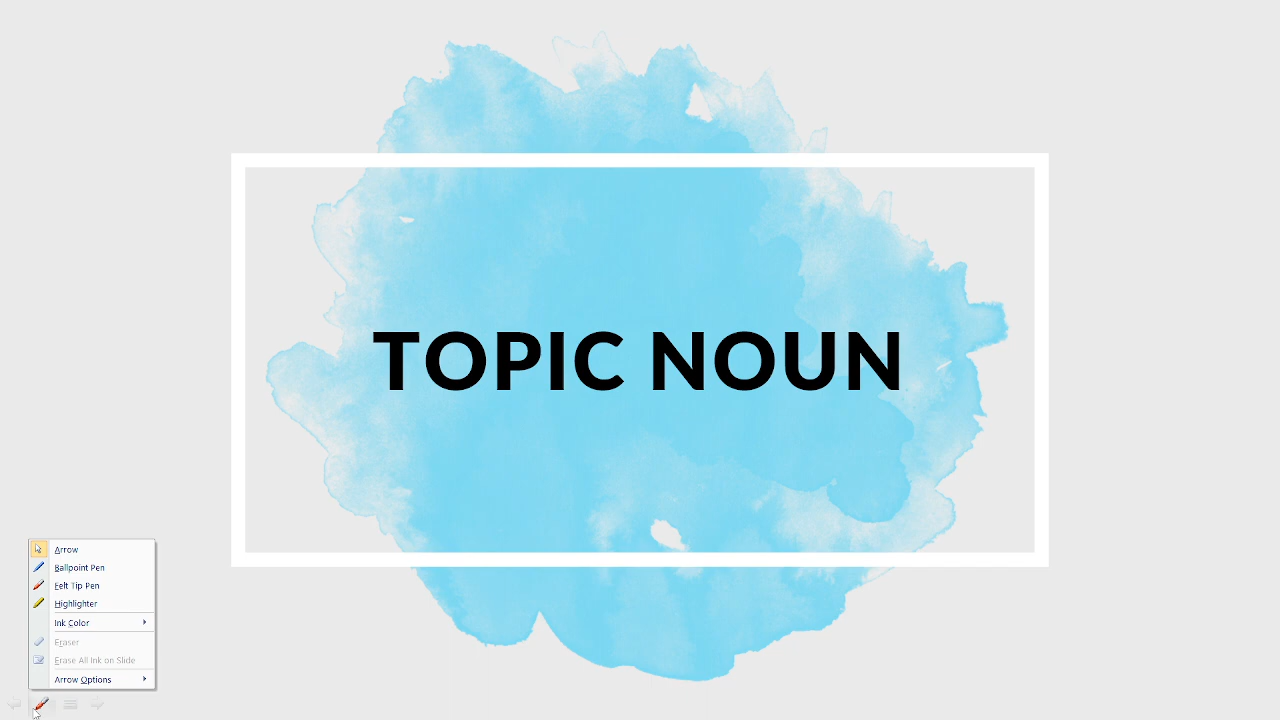 TOPIC NOUN
Arrow
Ballpoint Pen
Felt Tip Pen
Highlighter
Ink Color
Eraser
Erase All Ink on Slide
Arrow Options